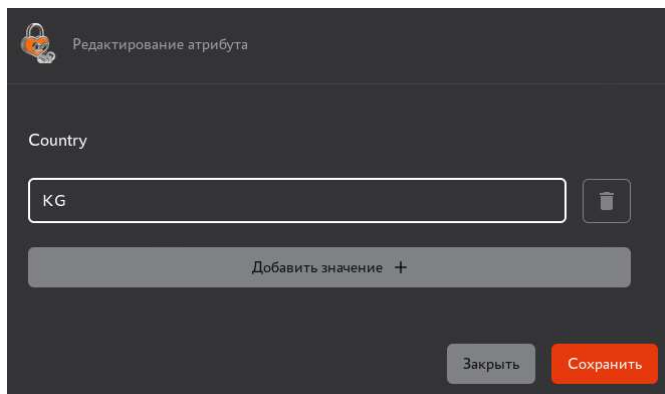 Редактирование атрибута
Country
KG
Добавить значение +
Закрыть Сохранить